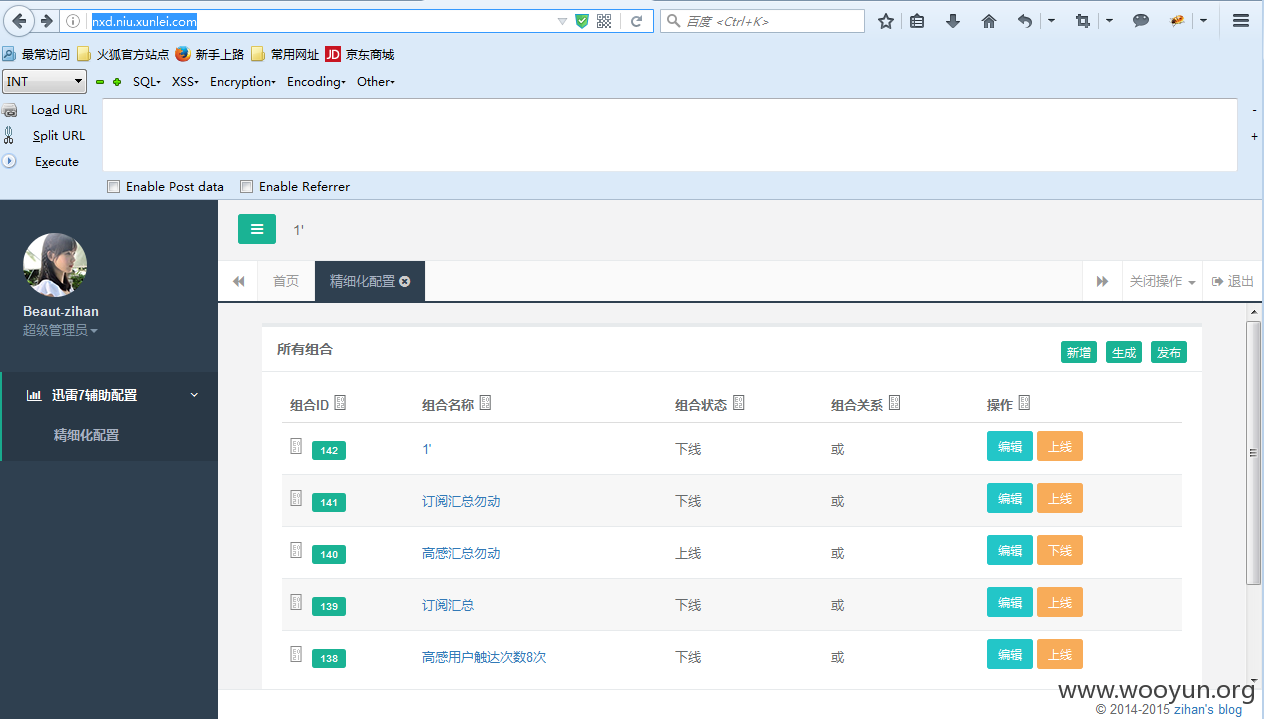 nxd.niu.xunlei.com 百度 <Ctrl+K>
最常访问 火狐官方站点 新手上路 常用网址 JD 京东商城
INT SQL XSS Encryption Encoding Other
Load URL
Split URL
Execute
Enable Post data Enable Referrer
1'
首页 精细化配置 关闭操作 退出
Beaut-zihan
超级管理员
迅雷7辅助配置
精细化配置
所有组合 新增 生成 发布
组合ID 组合名称 组合状态 组合关系 操作
142 1' 下线 或 编辑 上线
141 订阅汇总勿动 下线 或 编辑 上线
140 高感汇总勿动 上线 或 编辑 下线
139 订阅汇总 下线 或 编辑 上线
138 高感用户触达次数8次 下线 或 编辑 上线
www.wooyun.org
© 2014-2015 zihan's blog